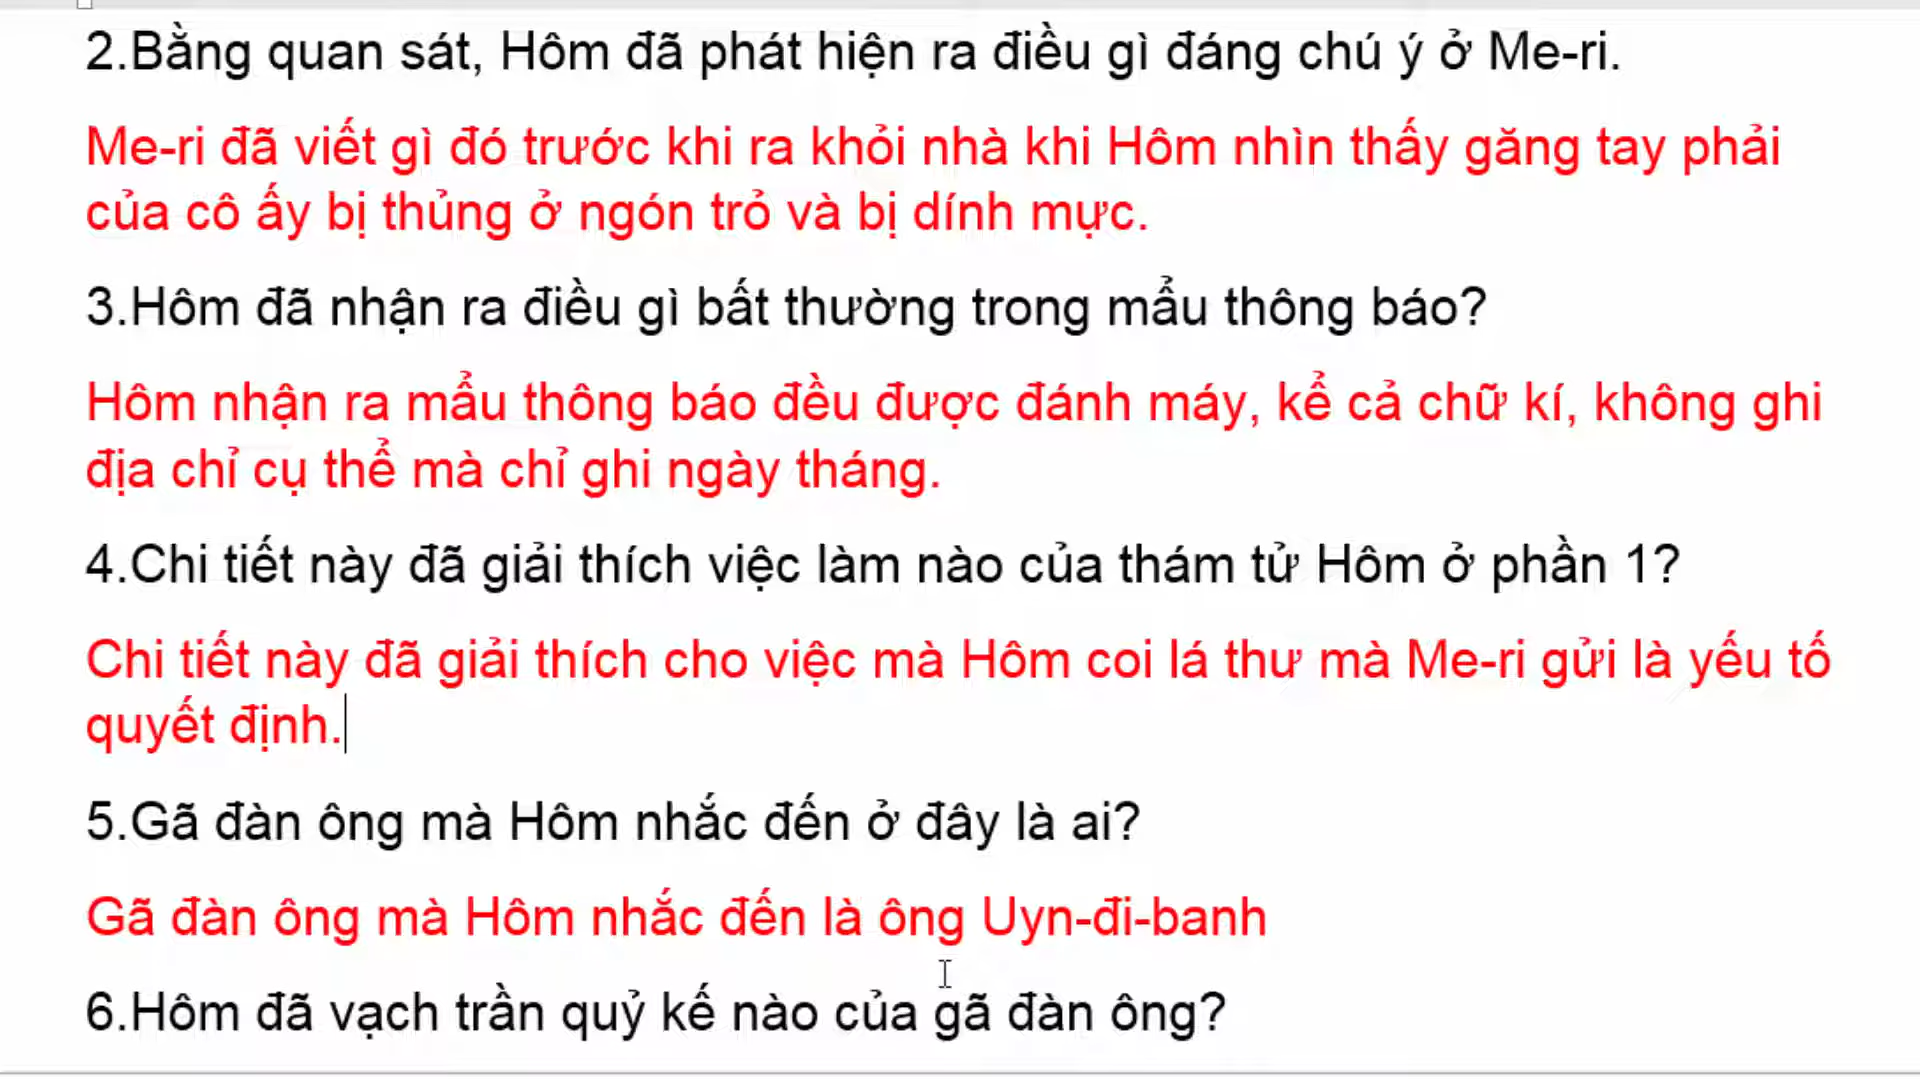 2.Bằng quan sát, Hôm đã phát hiện ra điều gì đáng chú ý ở Me-ri.
Me-ri đã viết gì đó trước khi ra khỏi nhà khi Hôm nhìn thấy găng tay phải
của cô ấy bị thủng ở ngón trỏ và bị dính mực.
3.Hôm đã nhận ra điều gì bất thường trong mẩu thông báo?
Hôm nhận ra mẩu thông báo đều được đánh máy, kể cả chữ kí, không ghi
địa chỉ cụ thể mà chỉ ghi ngày tháng.
4.Chi tiết này đã giải thích việc làm nào của thám tử Hôm ở phần 1?
Chi tiết này đã giải thích cho việc mà Hôm coi lá thư mà Me-ri gửi là yếu tố
quyết định.
5.Gã đàn ông mà Hôm nhắc đến ở đây là ai?
Gã đàn ông mà Hôm nhắc đến là ông Uyn-đi-banh
6.Hôm đã vạch trần quỷ kế nào của gã đàn ông?